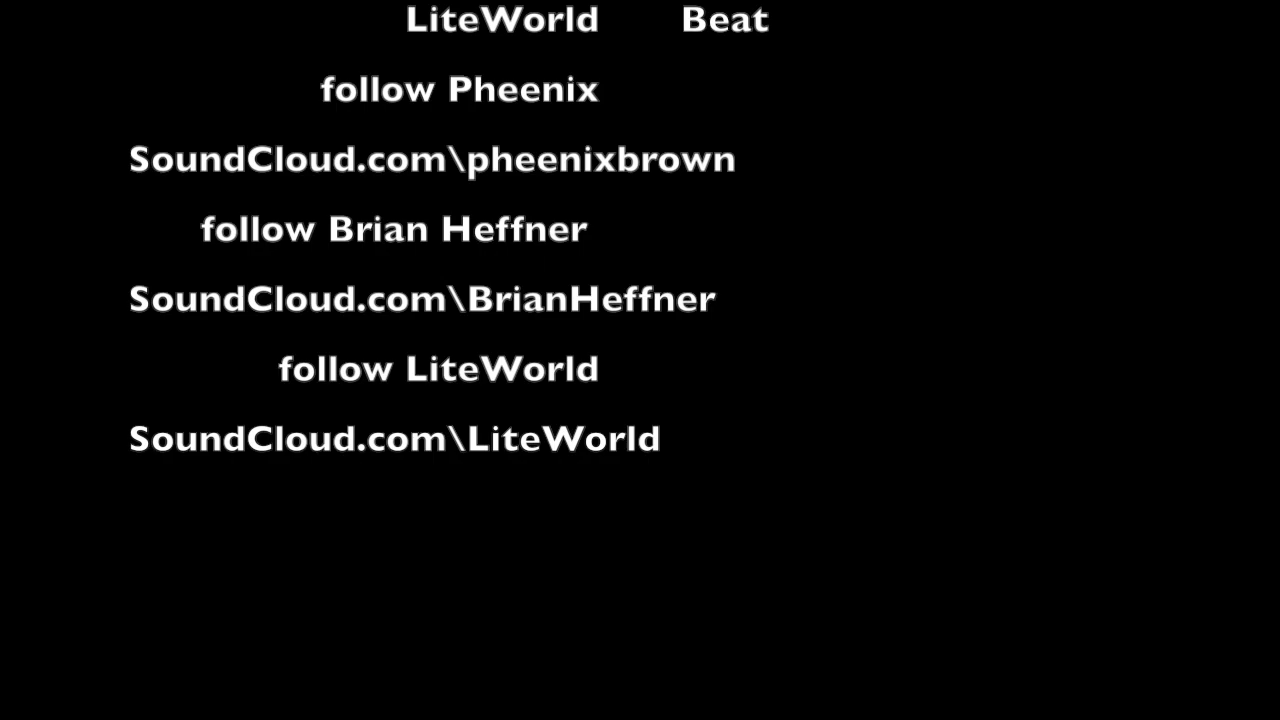 LiteWorld Beat
follow Pheenix
SoundCloud.com\pheenixbrown
follow Brian Heffner
SoundCloud.com\BrianHeffner
follow LiteWorld
SoundCloud.com\LiteWorld